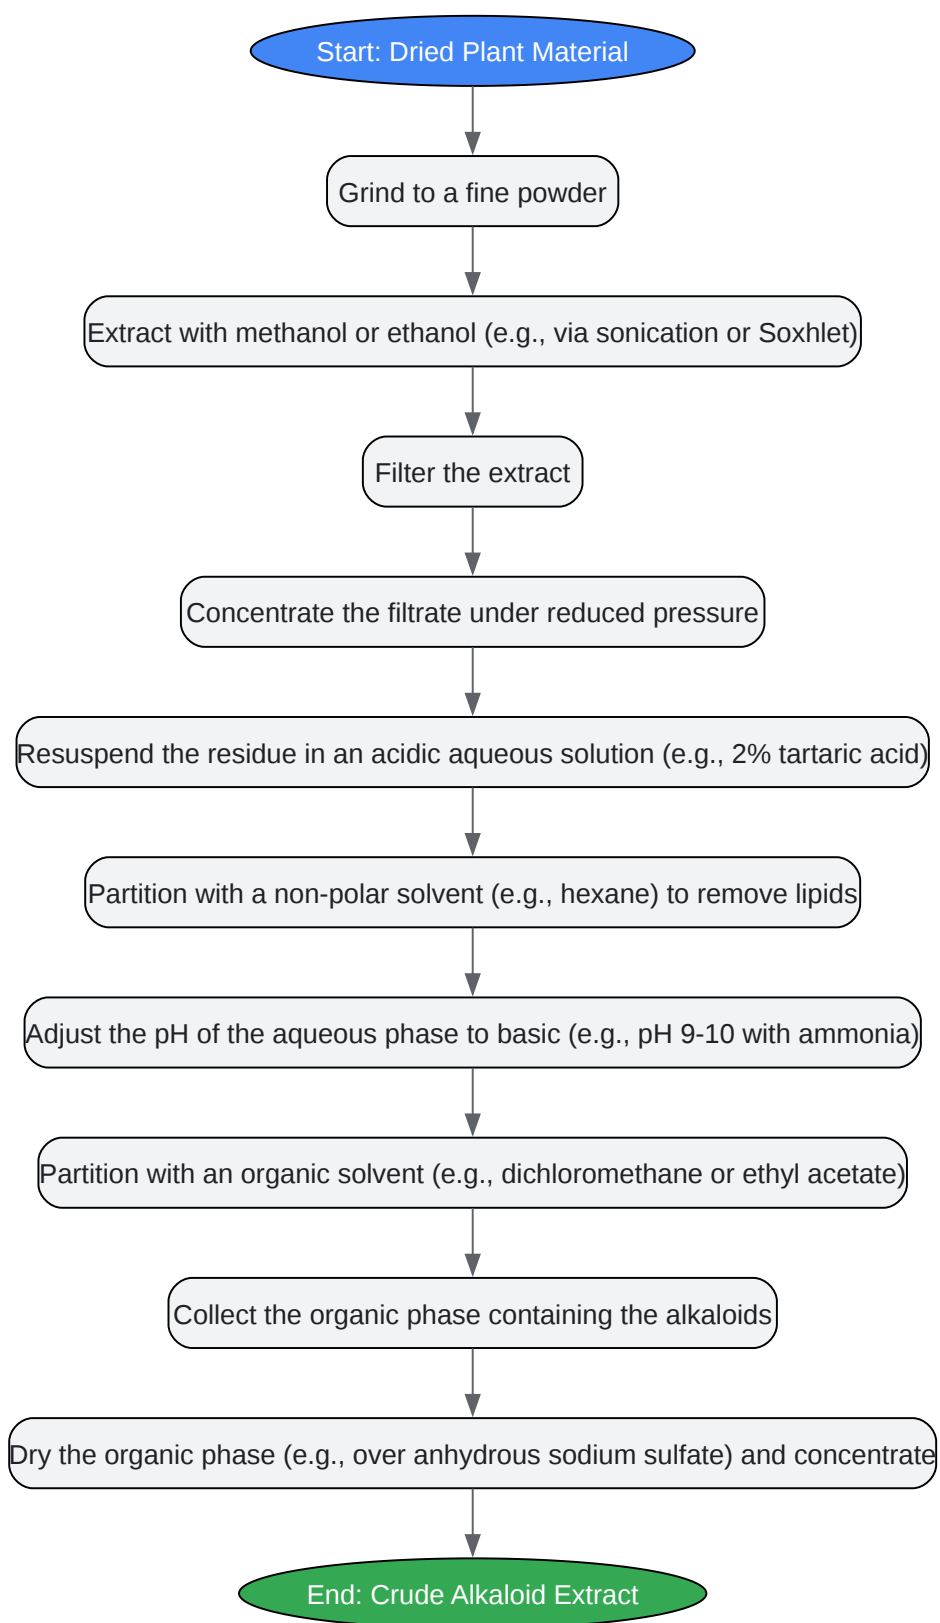 Start: Dried Plant Material
Grind to a fine powder
Extract with methanol or ethanol (e.g., via sonication or Soxhlet)
Filter the extract
Concentrate the filtrate under reduced pressure
Resuspend the residue in an acidic aqueous solution (e.g., 2% tartaric acid)
Partition with a non-polar solvent (e.g., hexane) to remove lipids
Adjust the pH of the aqueous phase to basic (e.g., pH 9-10 with ammonia)
Partition with an organic solvent (e.g., dichloromethane or ethyl acetate)
Collect the organic phase containing the alkaloids
Dry the organic phase (e.g., over anhydrous sodium sulfate) and concentrate
End: Crude Alkaloid Extract